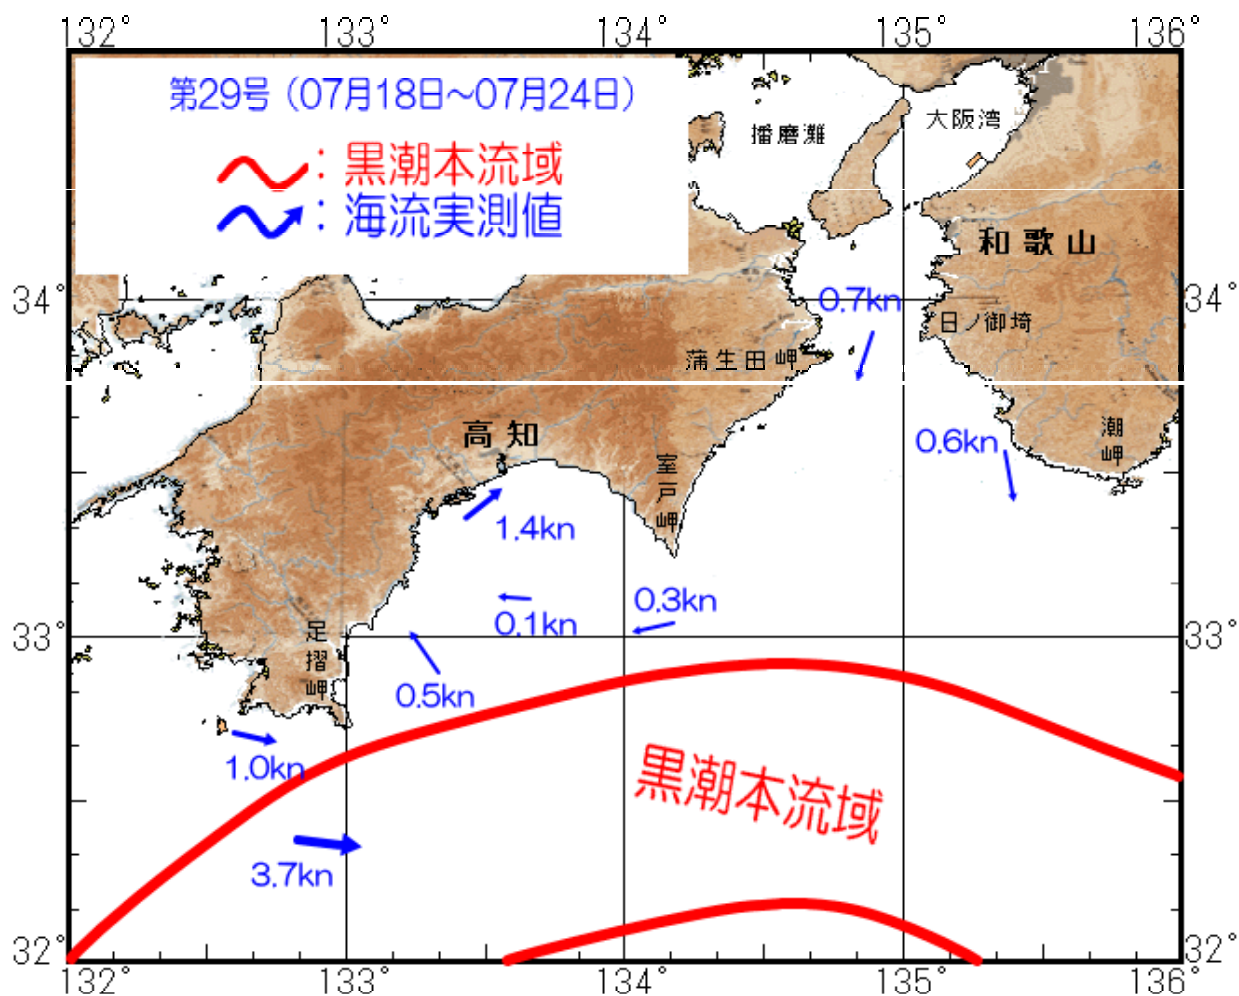 132° 133° 134° 135° 136°
第29号（07月18日～07月24日）
：黒潮本流域
：海流実測値
播磨灘
大阪湾
和歌山
34°
34°
0.7kn
日ノ御埼
蒲生田岬
高知
0.6kn
潮岬
室戸岬
1.4kn
0.3kn
0.1kn
33°
33°
足摺岬
0.5kn
1.0kn
黒潮本流域
3.7kn
32°
32°
132° 133° 134° 135° 136°